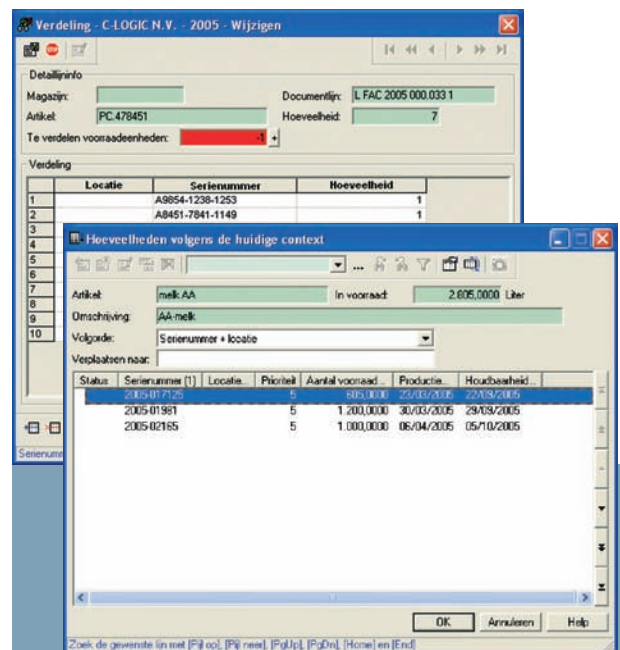 Verdeling - C-LOGIC N.V. - 2005 - Wijzigen
STOP
Detaillijninfo
Magazijn: Documentlijn: L FAC 2005 000.033 1
Artikel: PC.478451 Hoeveelheid: 7
Te verdelen voorraadeenheden: -1 +
Verdeling
Locatie Serienummer Hoeveelheid
1 A9854-1238-1253 1
2 A8451-7841-1149 1
3
4
5
6
7
8
9
10
Hoeveelheden volgens de huidige context
Artikel: melk.AA In voorraad: 2.805,0000 Liter
Omschrijving: AA-melk
Volgorde: Serienummer + locatie
Verplaatsen naar:
Status Serienummer (1) Locatie... Prioriteit Aantal voorraad... Productie... Houdbaarheid...
2005-017125 5 605,0000 23/03/2005 22/09/2005
2005-01981 5 1.200,0000 30/03/2005 29/09/2005
2005-02165 5 1.000,0000 06/04/2005 05/10/2005
OK Annuleren Help
Zoek de gewenste lijn met [Pijl op], [Pijl neer], [PgUp], [PgDn], [Home] en [End]